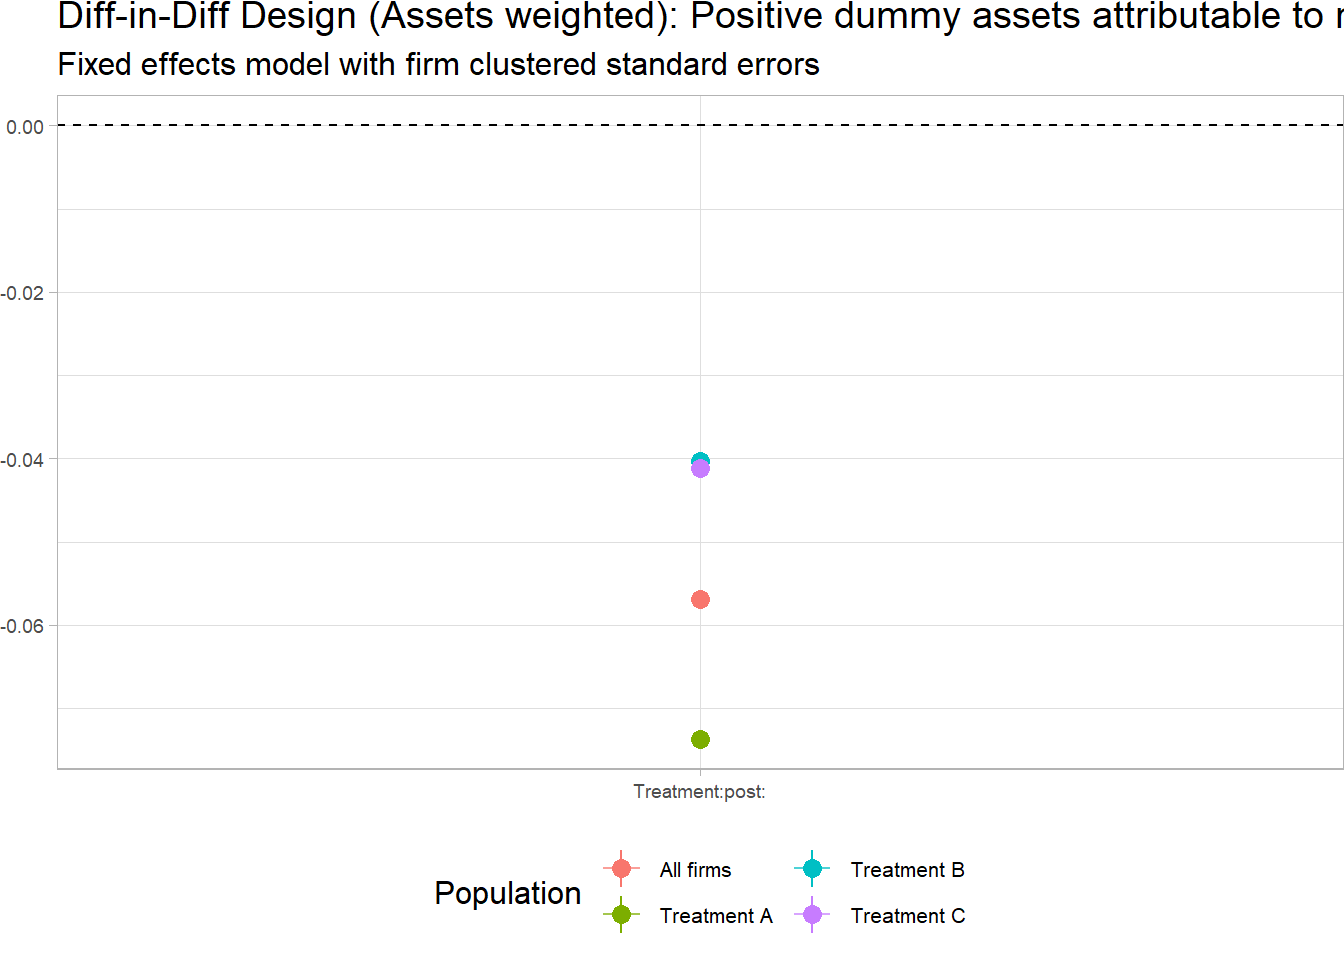 Diff-in-Diff Design (Assets weighted): Positive dummy assets attributable to
Fixed effects model with firm clustered standard errors
0.00
-0.02
-0.04
-0.06
Treatment:post:
Population
All firms
Treatment B
Treatment A
Treatment C